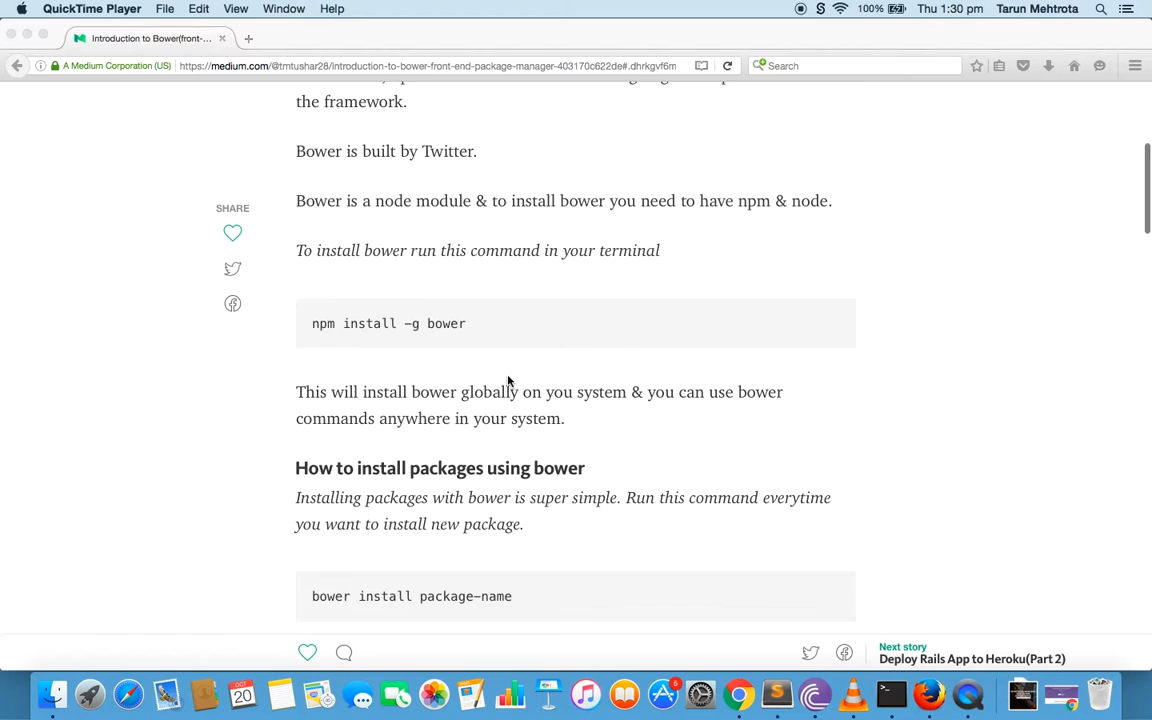 QuickTime Player File Edit View Window Help 100% Thu 1:30 pm Tarun Mehrotra
Introduction to Bower(front-...
A Medium Corporation (US) https://medium.com/@tmtushar28/introduction-to-bower-front-end-package-manager-403170c622de#.dhrkgvf6m Search
the framework.
Bower is built by Twitter.
Bower is a node module & to install bower you need to have npm & node.
SHARE
To install bower run this command in your terminal
npm install -g bower
This will install bower globally on you system & you can use bower
commands anywhere in your system.
How to install packages using bower
Installing packages with bower is super simple. Run this command everytime
you want to install new package.
bower install package-name
Next story
Deploy Rails App to Heroku(Part 2)
OCT
20
6